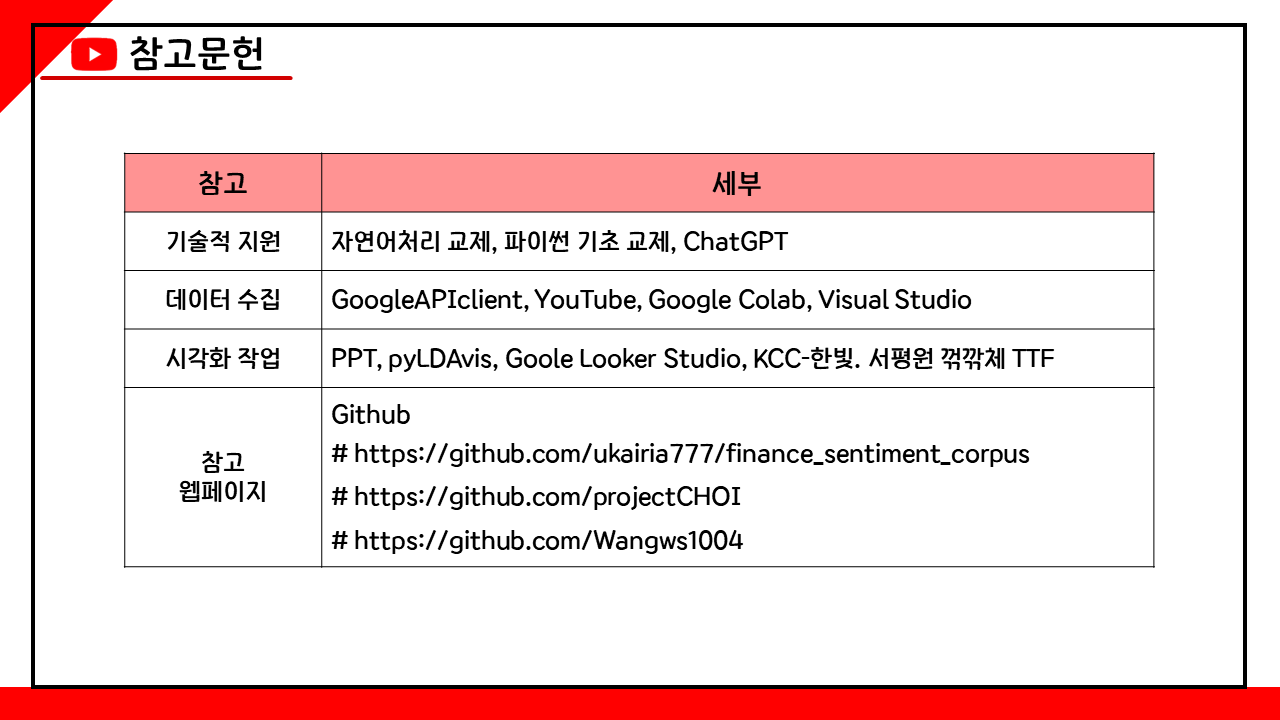 참고문헌
참고
세부
기술적 지원
자연어처리 교제, 파이썬 기초 교제, ChatGPT
데이터 수집
GoogleAPIclient, YouTube, Google Colab, Visual Studio
시각화 작업
PPT, pyLDAvis, Goole Looker Studio, KCC-한빛. 서평원 꺾깎체 TTF
참고
웹페이지
Github
# https://github.com/ukairia777/finance_sentiment_corpus
# https://github.com/projectCHOI
# https://github.com/Wangws1004